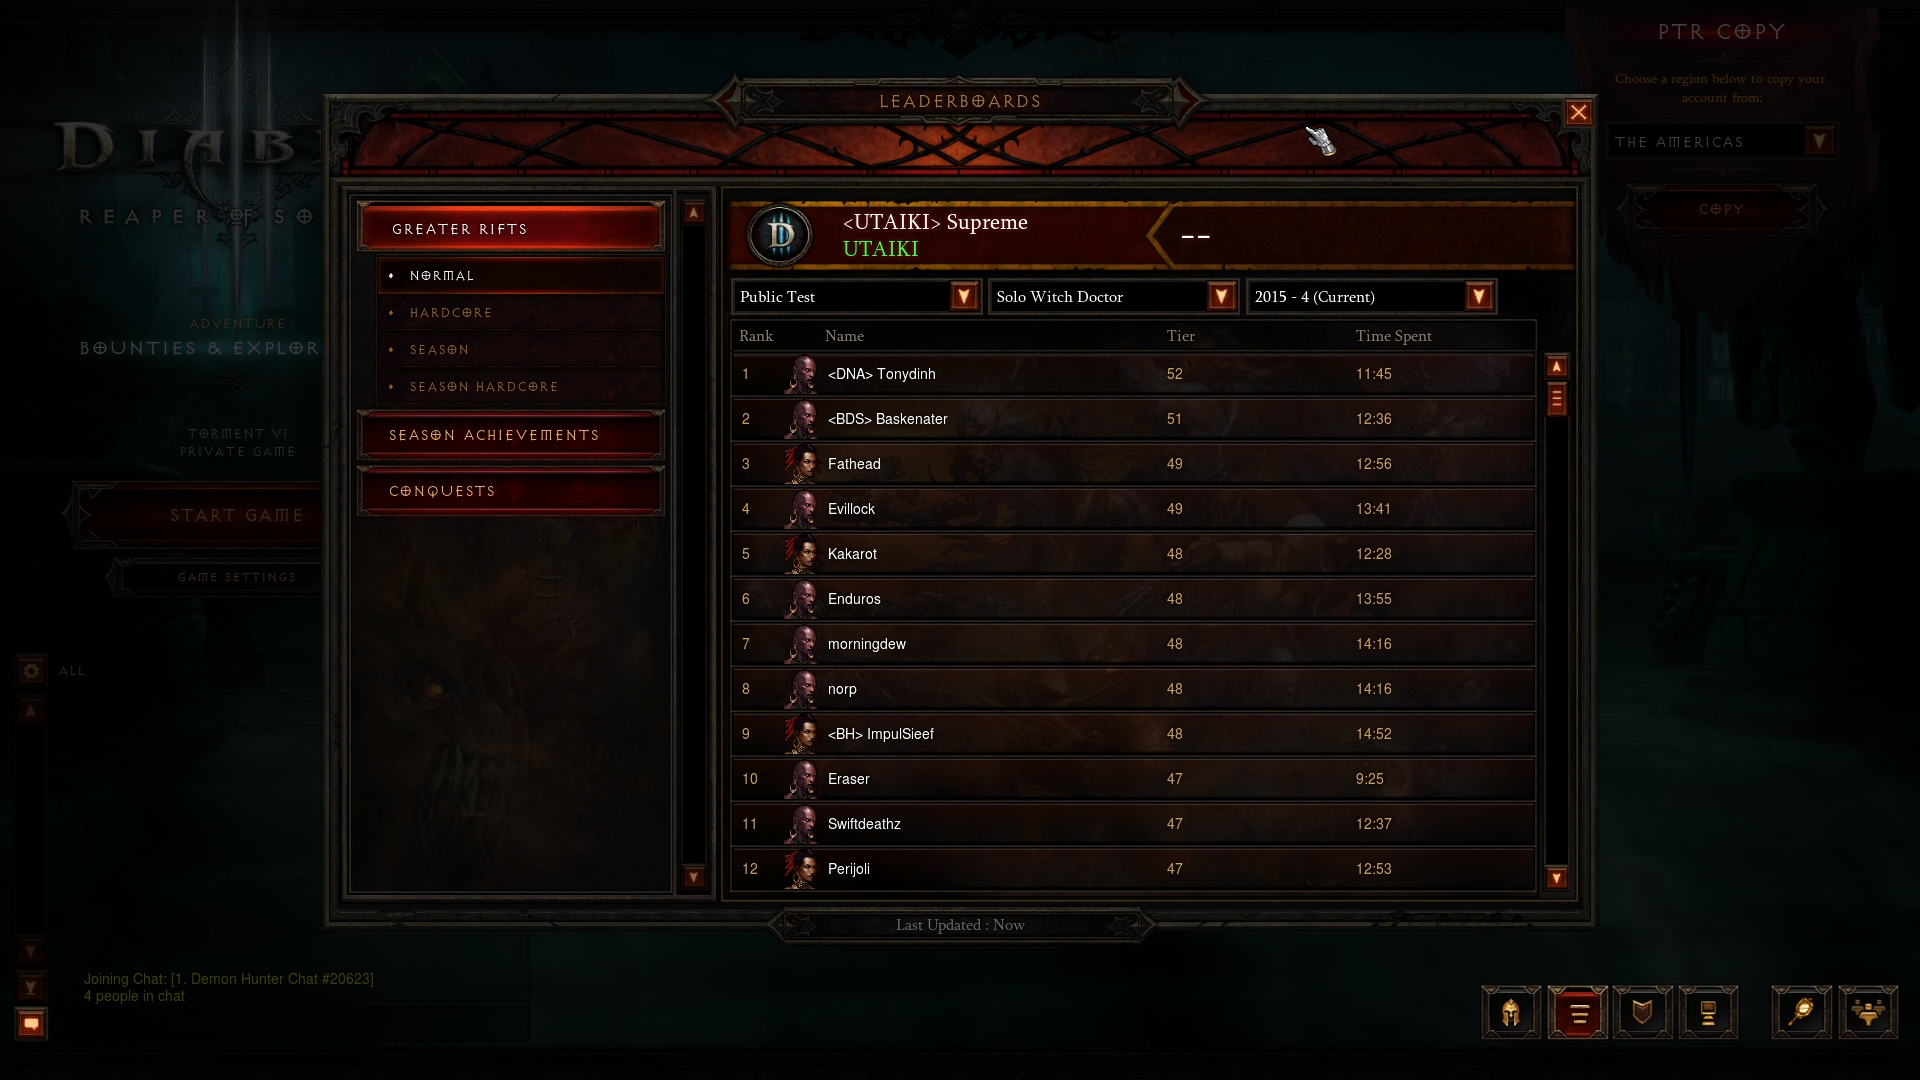 PTR COPY
Choose a region below to copy your
account from:
THE AMERICAS
COPY
DIAB
REAPER OF SO
ADVENTURE
BOUNTIES & EXPLOR
TORMENT VI
PRIVATE GAME
START GAME
GAME SETTINGS
ALL
LEADERBOARDS
GREATER RIFTS
NORMAL
HARDCORE
SEASON
SEASON HARDCORE
SEASON ACHIEVEMENTS
CONQUESTS
D
<UTAIKI> Supreme
UTAIKI
--
Public Test Solo Witch Doctor 2015 - 4 (Current)
Rank Name Tier Time Spent
1 <DNA> Tonydinh 52 11:45
2 <BDS> Baskenater 51 12:36
3 Fathead 49 12:56
4 Evillock 49 13:41
5 Kakarot 48 12:28
6 Enduros 48 13:55
7 morningdew 48 14:16
8 norp 48 14:16
9 <BH> ImpulSieef 48 14:52
10 Eraser 47 9:25
11 Swiftdeathz 47 12:37
12 Perijoli 47 12:53
Last Updated : Now
Joining Chat: [1. Demon Hunter Chat #20623]
4 people in chat